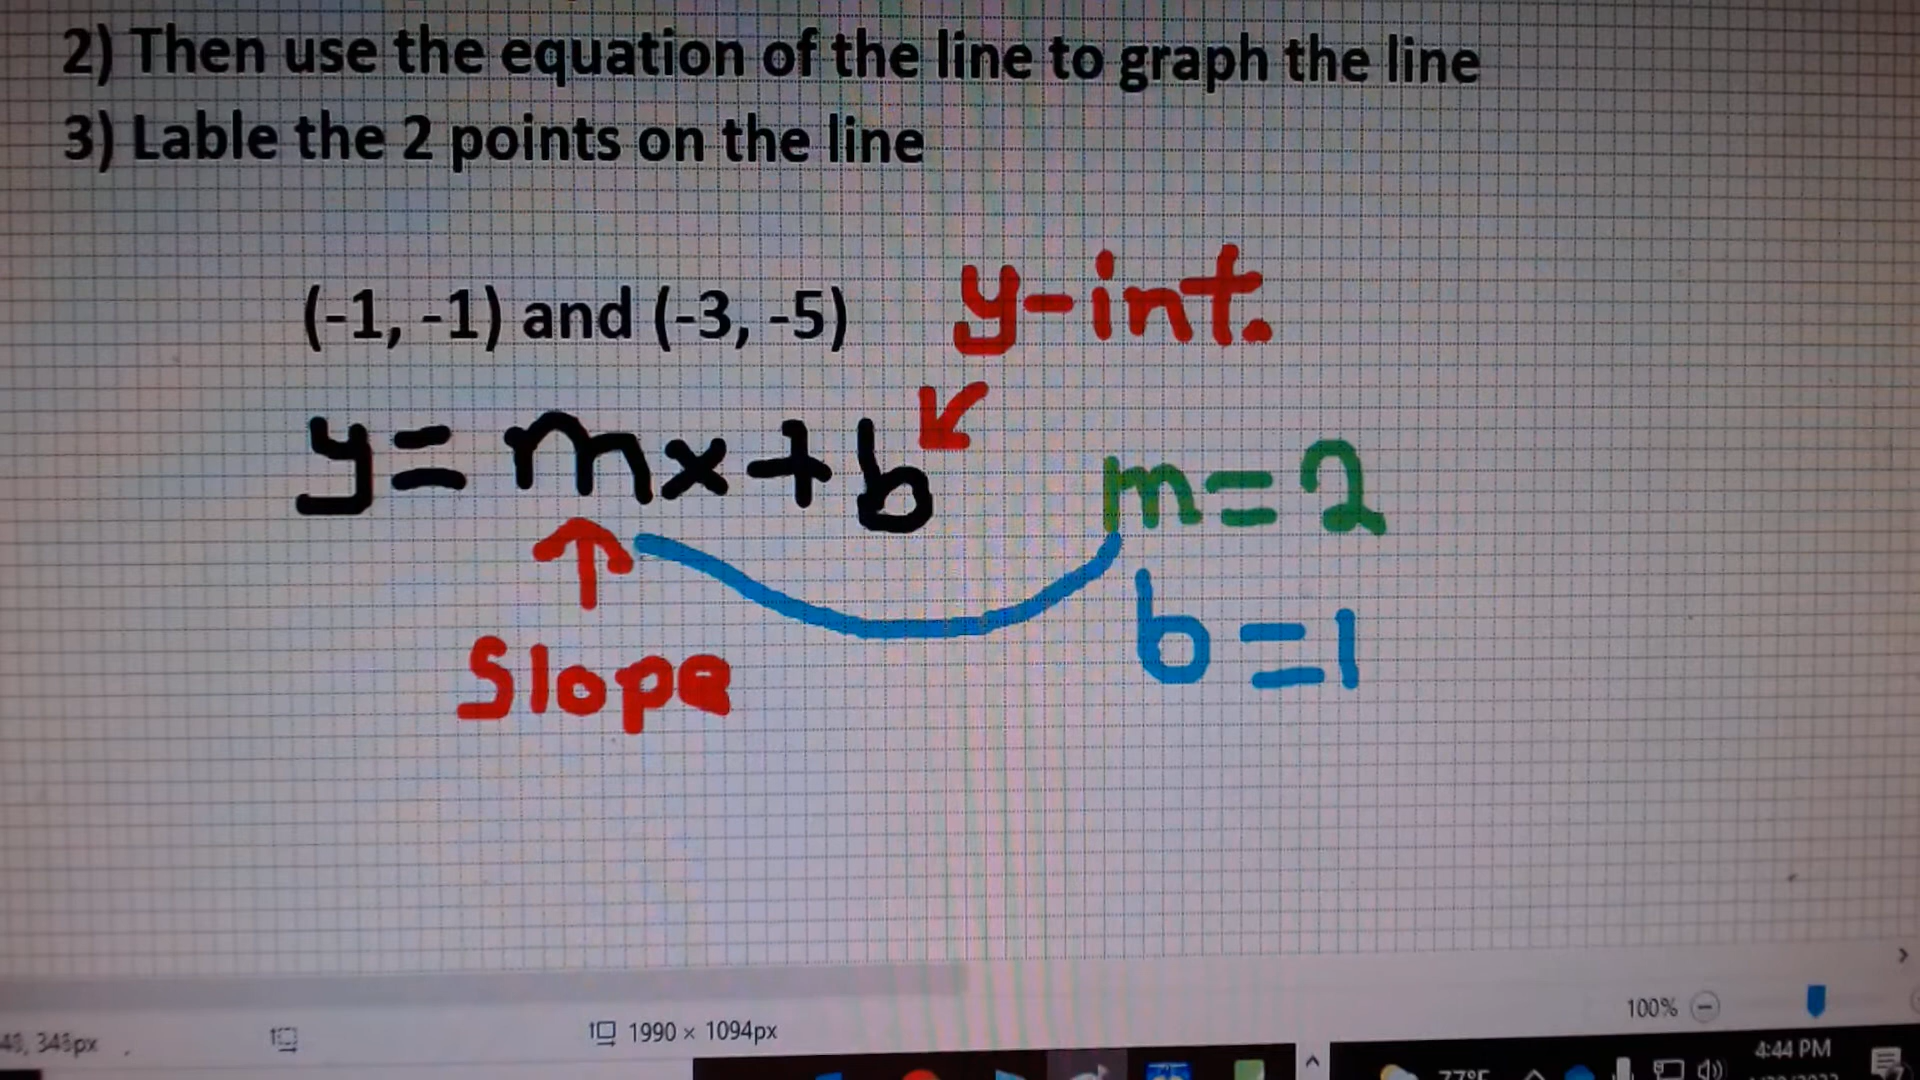 2) Then use the equation of the line to graph the line
3) Lable the 2 points on the line
(-1, -1) and (-3, -5)
y-int.
y = mx+b
m = 2
b = 1
Slope
100%
1990 × 1094px
4:44 PM
77°F